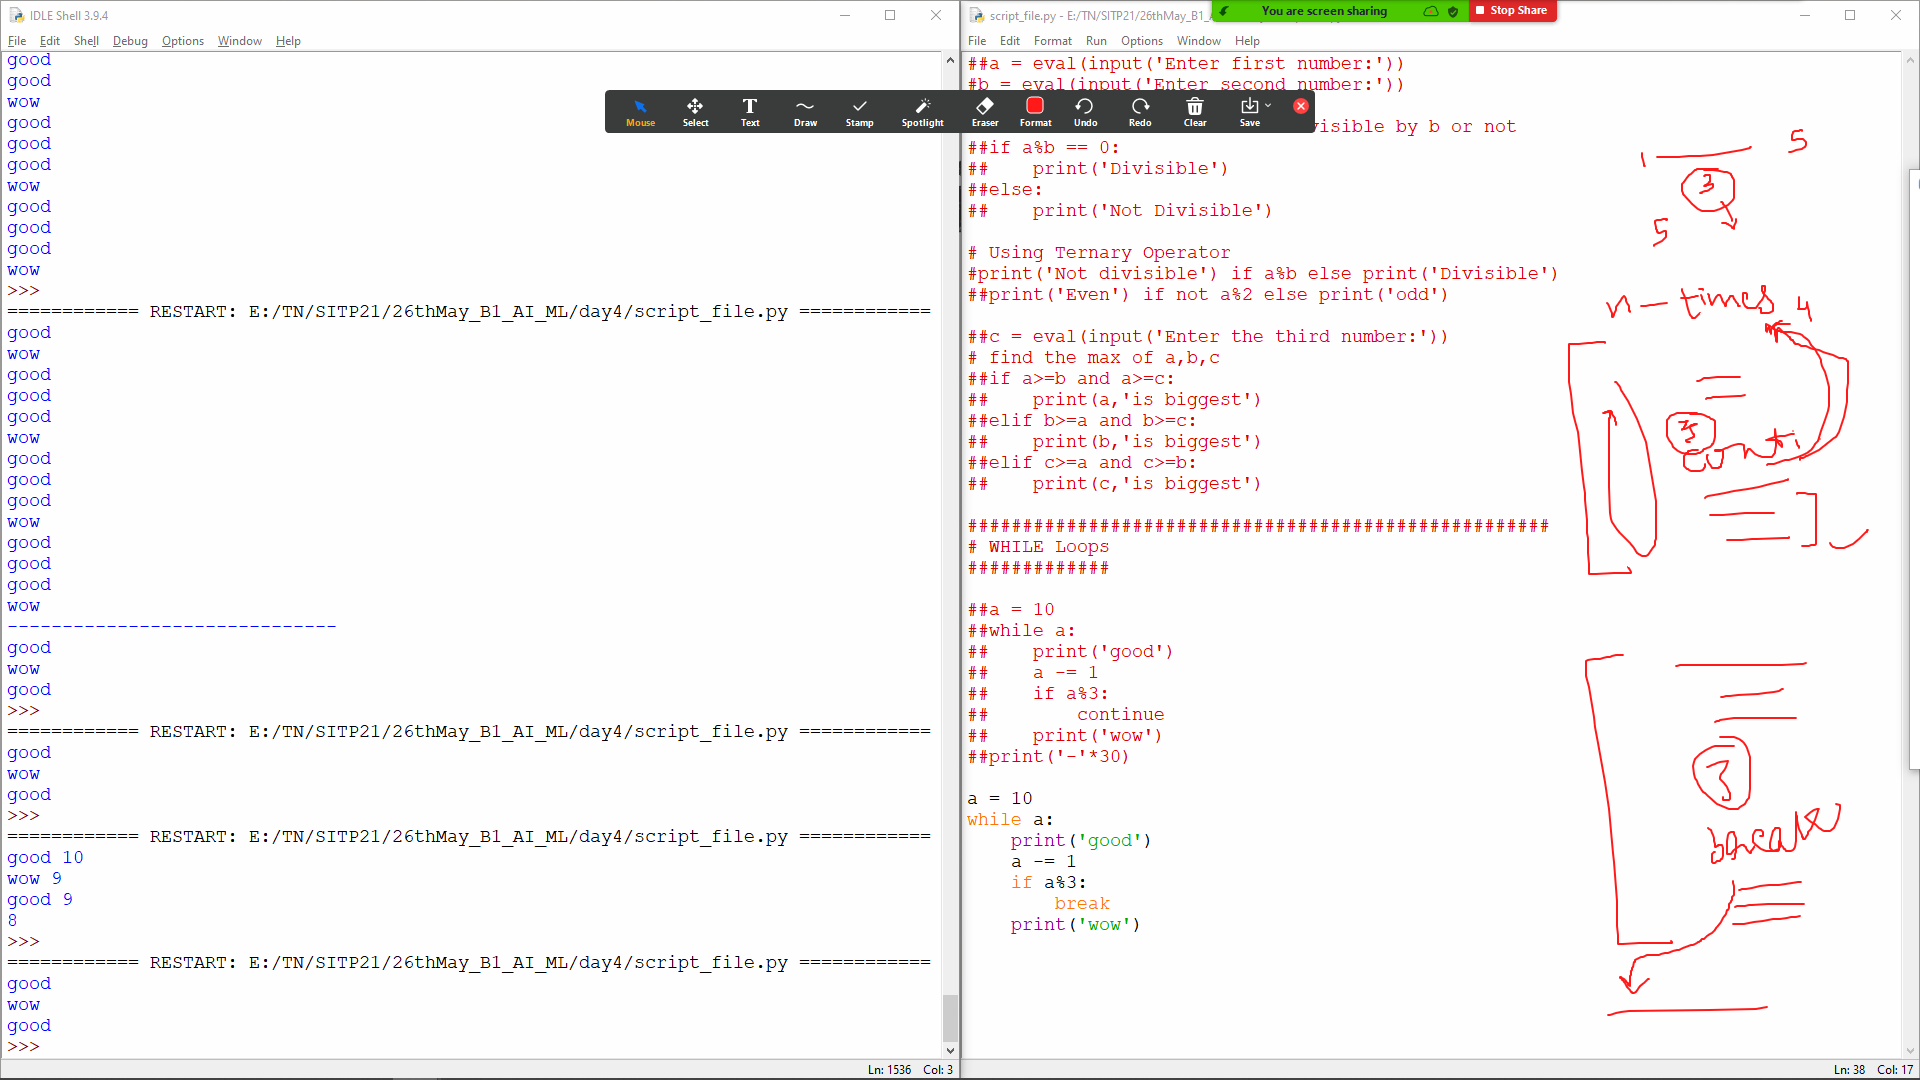 IDLE Shell 3.9.4
File Edit Shell Debug Options Window Help
good
good
wow
good
good
good
wow
good
good
good
wow
>>>
============ RESTART: E:/TN/SITP21/26thMay_B1_AI_ML/day4/script_file.py ============
good
wow
good
good
good
wow
good
good
good
wow
good
good
good
wow
------------------------------
good
wow
good
>>>
============ RESTART: E:/TN/SITP21/26thMay_B1_AI_ML/day4/script_file.py ============
good
wow
good
>>>
============ RESTART: E:/TN/SITP21/26thMay_B1_AI_ML/day4/script_file.py ============
good 10
wow 9
good 9
8
>>>
============ RESTART: E:/TN/SITP21/26thMay_B1_AI_ML/day4/script_file.py ============
good
wow
good
>>>
Ln: 1536 Col: 3
script_file.py - E:/TN/SITP21/26thMay_B1_A
You are screen sharing
Stop Share
File Edit Format Run Options Window Help
Mouse Select Text Draw Stamp Spotlight Eraser Format Undo Redo Clear Save
##a = eval(input('Enter first number:'))
#b = eval(input('Enter second number:'))
visible by b or not
##if a%b == 0:
##    print('Divisible')
##else:
##    print('Not Divisible')
# Using Ternary Operator
#print('Not divisible') if a%b else print('Divisible')
##print('Even') if not a%2 else print('odd')
##c = eval(input('Enter the third number:'))
# find the max of a,b,c
##if a>=b and a>=c:
##    print(a,'is biggest')
##elif b>=a and b>=c:
##    print(b,'is biggest')
##elif c>=a and c>=b:
##    print(c,'is biggest')
#####################################################
# WHILE Loops
#############
##a = 10
##while a:
##    print('good')
##    a -= 1
##    if a%3:
##        continue
##    print('wow')
##print('-'*30)
a = 10
while a:
    print('good')
    a -= 1
    if a%3:
        break
    print('wow')
1 5
3
5
n - times 4
conti
3
break
Ln: 38 Col: 17